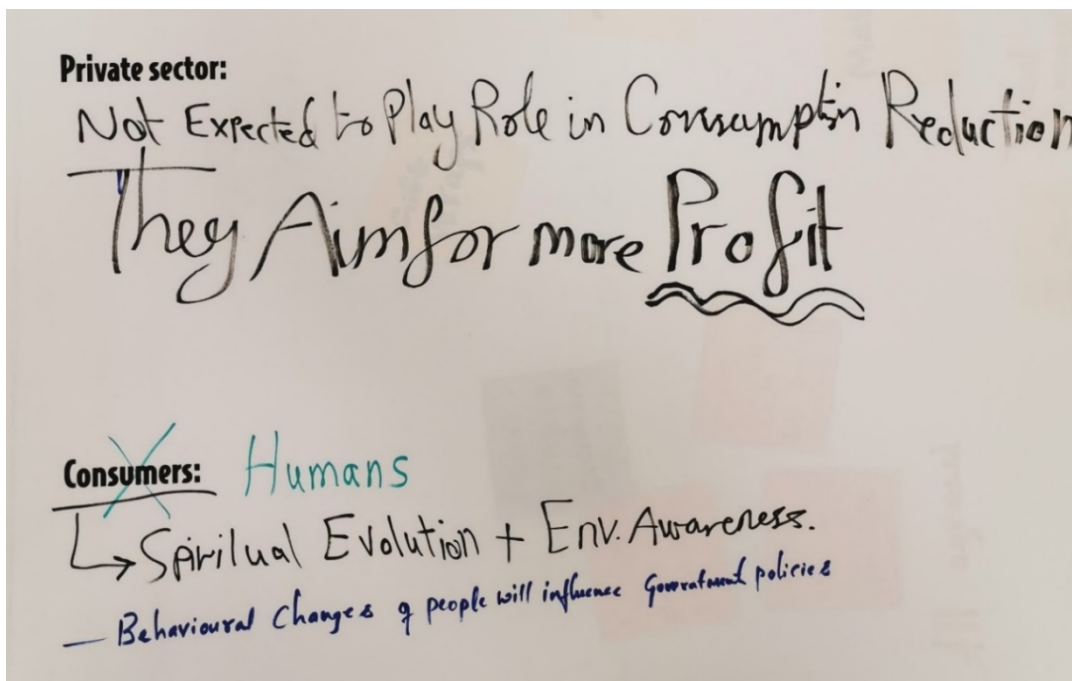 Private sector:
Not Expected to Play Role in Consumptin Reduction
They Aim for more Profit
Consumers: Humans
→ Spiritual Evolution + Env. Awareness.
— Behavioural Changes of people will influence policies